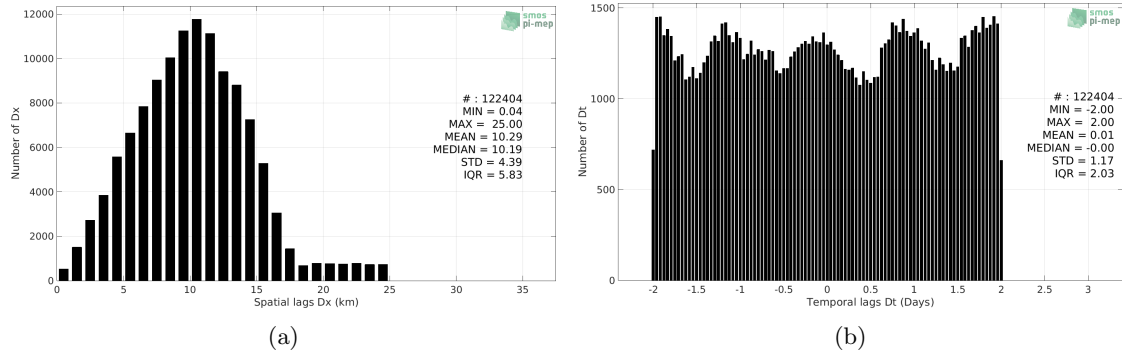 smos
pi-mep
12000
10000
8000
6000
4000
2000
0
Number of Dx
# : 122404
MIN = 0.04
MAX = 25.00
MEAN = 10.29
MEDIAN = 10.19
STD = 4.39
IQR = 5.83
0 5 10 15 20 25 30 35
Spatial lags Dx (km)
(a)
smos
pi-mep
1500
1000
500
0
Number of Dt
# : 122404
MIN = -2.00
MAX = 2.00
MEAN = 0.01
MEDIAN = -0.00
STD = 1.17
IQR = 2.03
-2 -1.5 -1 -0.5 0 0.5 1 1.5 2 2.5 3
Temporal lags Dt (Days)
(b)